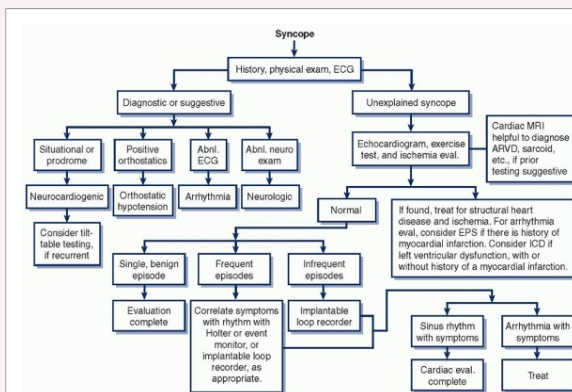 Syncope
History, physical exam, ECG
Diagnostic or suggestive
Unexplained syncope
Situational or
prodrome
Positive
orthostatics
Abnl.
ECG
Abnl. neuro
exam
Echocardiogram, exercise
test, and ischemia eval.
Cardiac MRI
helpful to diagnose
ARVD, sarcoid,
etc., if prior
testing suggestive
Neurocardiogenic
Orthostatic
hypotension
Arrhythmia
Neurologic
Consider tilt-
table testing,
if recurrent
Normal
If found, treat for structural heart
disease and ischemia. For arrhythmia
eval, consider EPS if there is history of
myocardial infarction. Consider ICD if
left ventricular dysfunction, with or
without history of a myocardial infarction.
Single, benign
episode
Frequent
episodes
Infrequent
episodes
Evaluation
complete
Correlate symptoms
with rhythm with
Holter or event
monitor, or
implantable loop
recorder, as
appropriate.
Implantable
loop recorder
Sinus rhythm
with symptoms
Arrhythmia with
symptoms
Cardiac eval.
complete
Treat